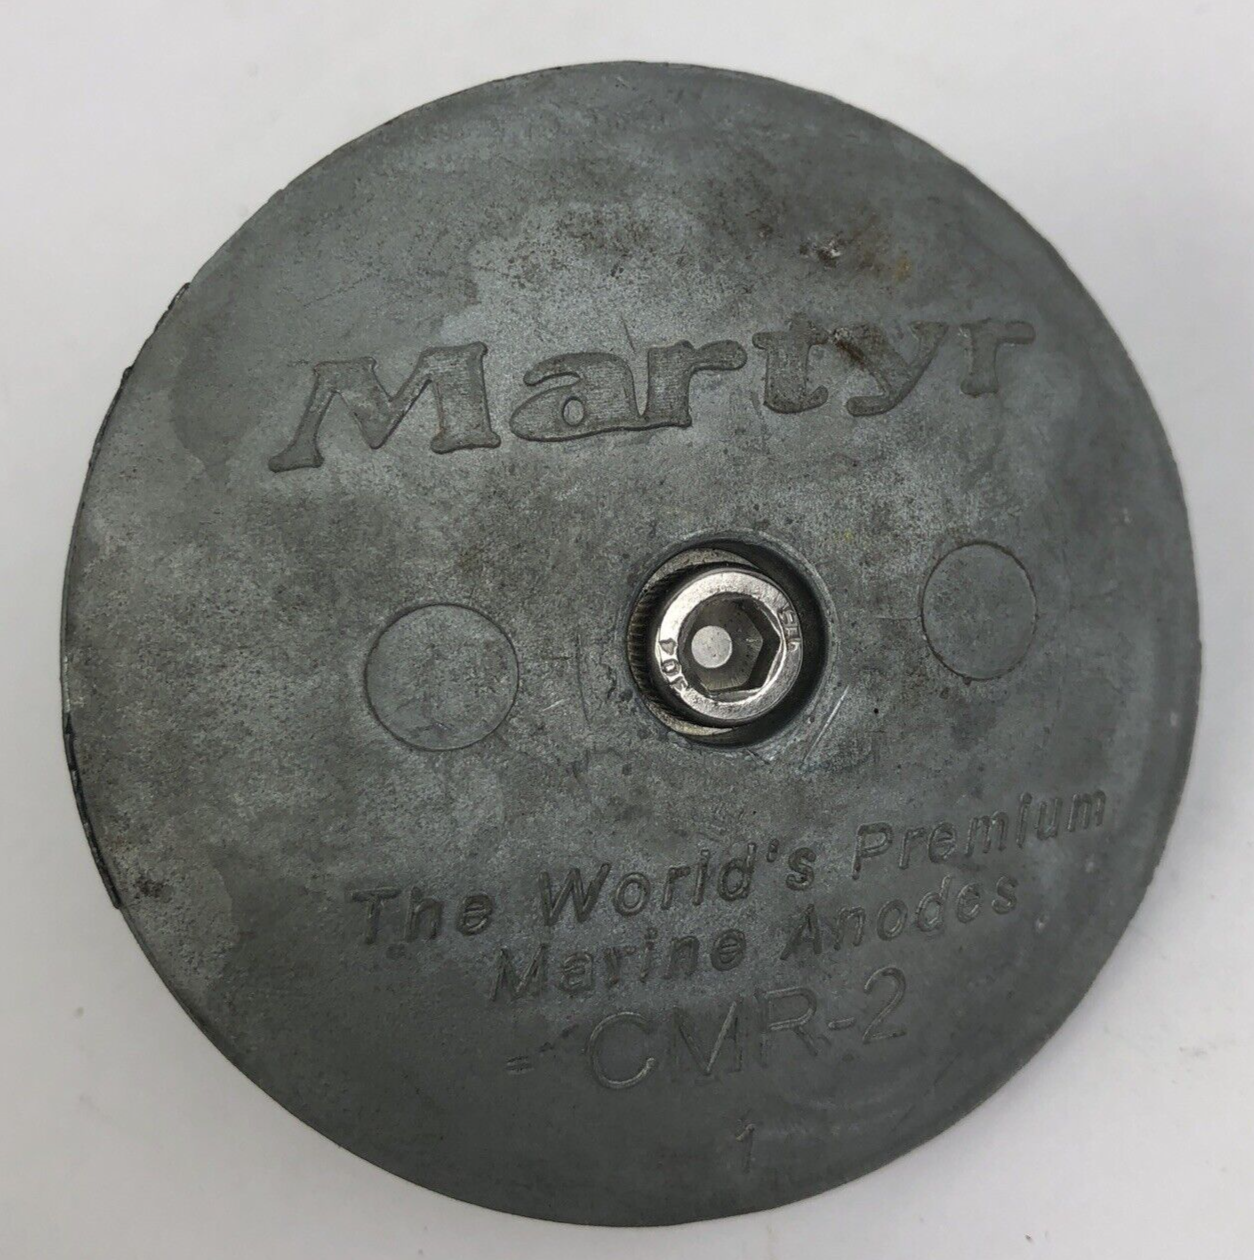 Martyr
The World's Premium
Marine Anodes
CMR-2
1